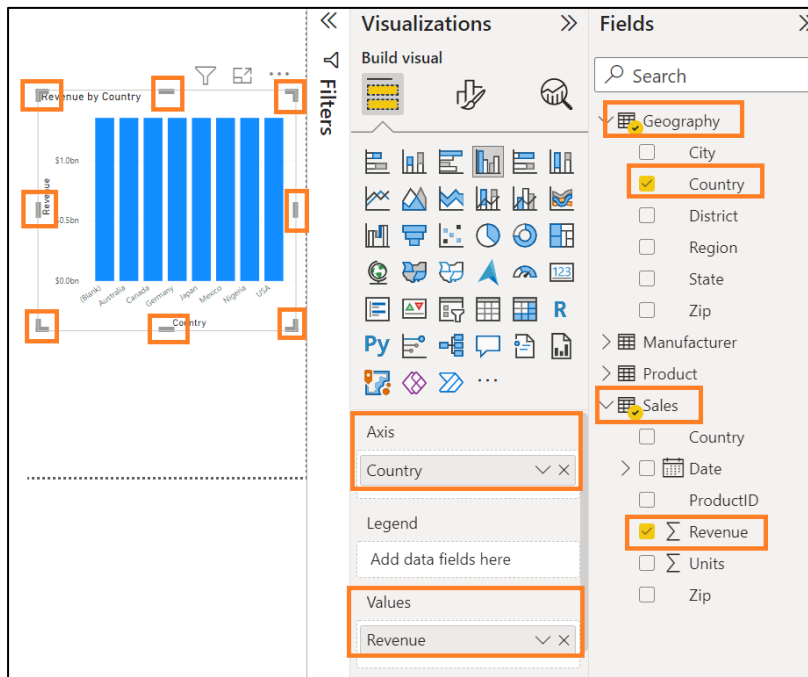 Revenue by Country
Revenue
$1.0bn
$0.5bn
$0.0bn
(Blank)
Australia
Canada
Germany
Japan
Mexico
Nigeria
USA
Country
Filters
Visualizations
Build visual
123
R
Py
Axis
Country
Legend
Add data fields here
Values
Revenue
Fields
Search
Geography
City
Country
District
Region
State
Zip
Manufacturer
Product
Sales
Country
Date
ProductID
Revenue
Units
Zip